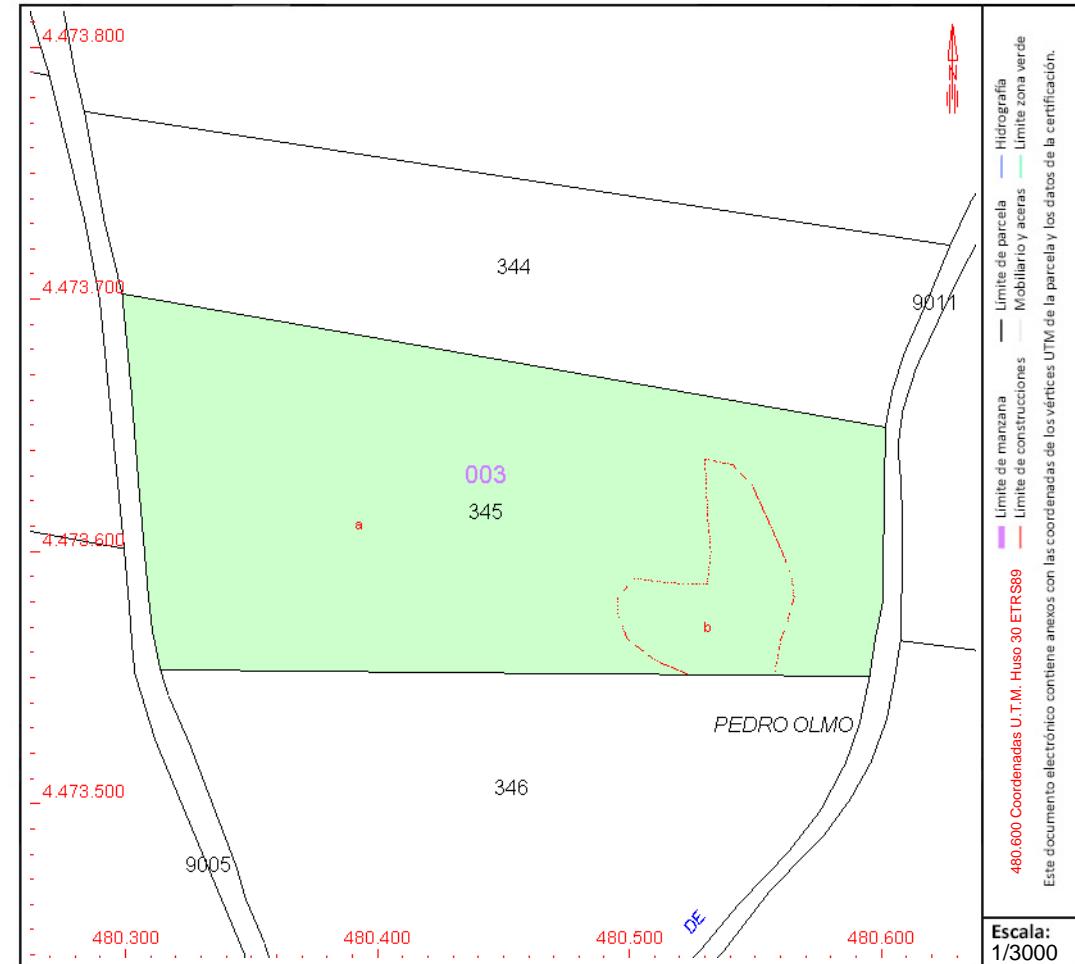 4.473.800
N
344
4.473.700
9011
003
345
a
4.473.600
b
PEDRO OLMO
346
4.473.500
9005
DE
480.300
480.400
480.500
480.600
Límite de manzana
Límite de parcela
Hidrografía
Límite de construcciones
Mobiliario y aceras
Límite zona verde
480.600 Coordenadas U.T.M. Huso 30 ETRS89
Este documento electrónico contiene anexos con las coordenadas de los vértices UTM de la parcela y los datos de la certificación.
Escala:
1/3000